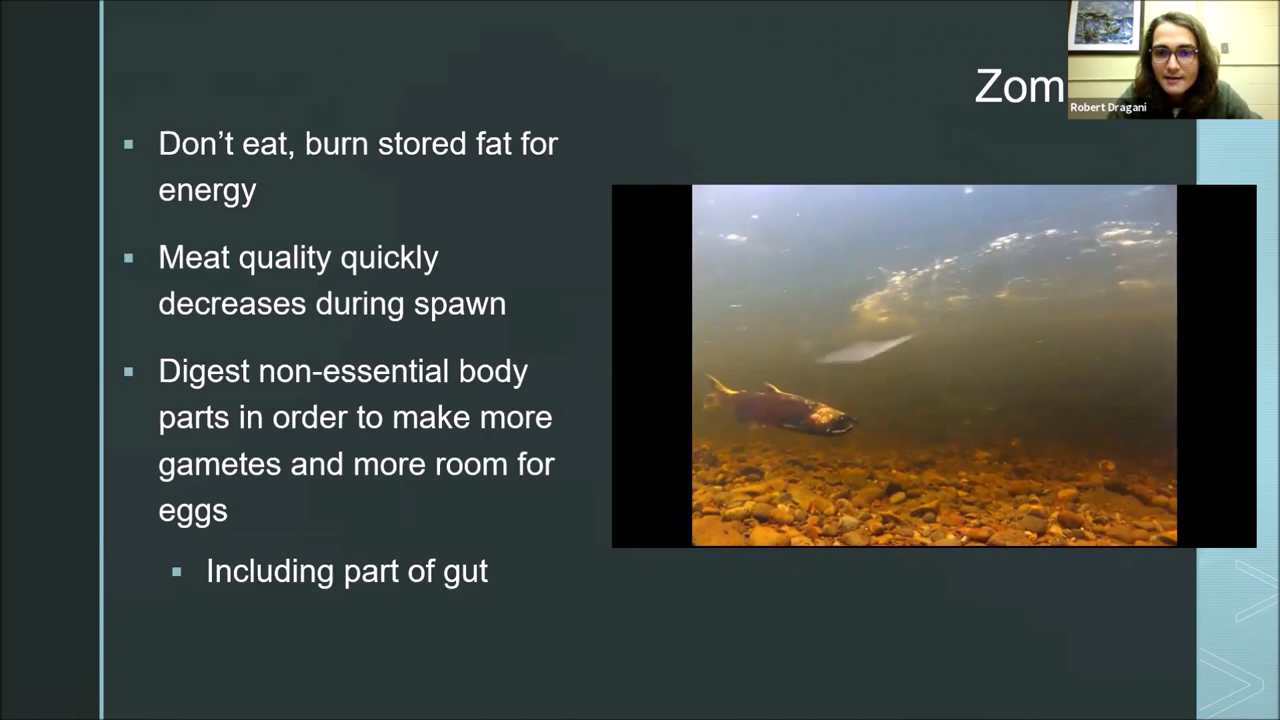 Zom
Robert Dragani
Don't eat, burn stored fat for
energy
Meat quality quickly
decreases during spawn
Digest non-essential body
parts in order to make more
gametes and more room for
eggs
Including part of gut